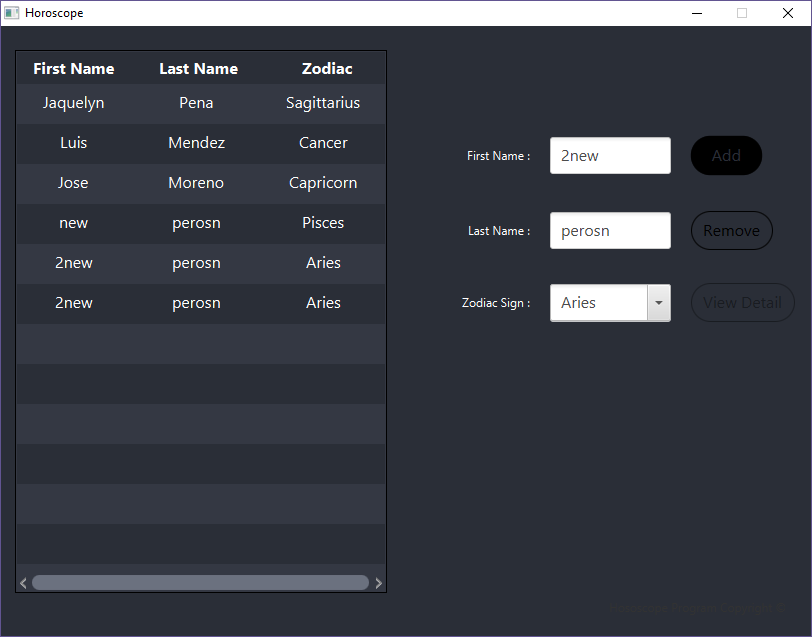 Horoscope
First Name Last Name Zodiac
Jaquelyn Pena Sagittarius
Luis Mendez Cancer
Jose Moreno Capricorn
new perosn Pisces
2new perosn Aries
2new perosn Aries
First Name : 2new Add
Last Name : perosn Remove
Zodiac Sign : Aries View Detail